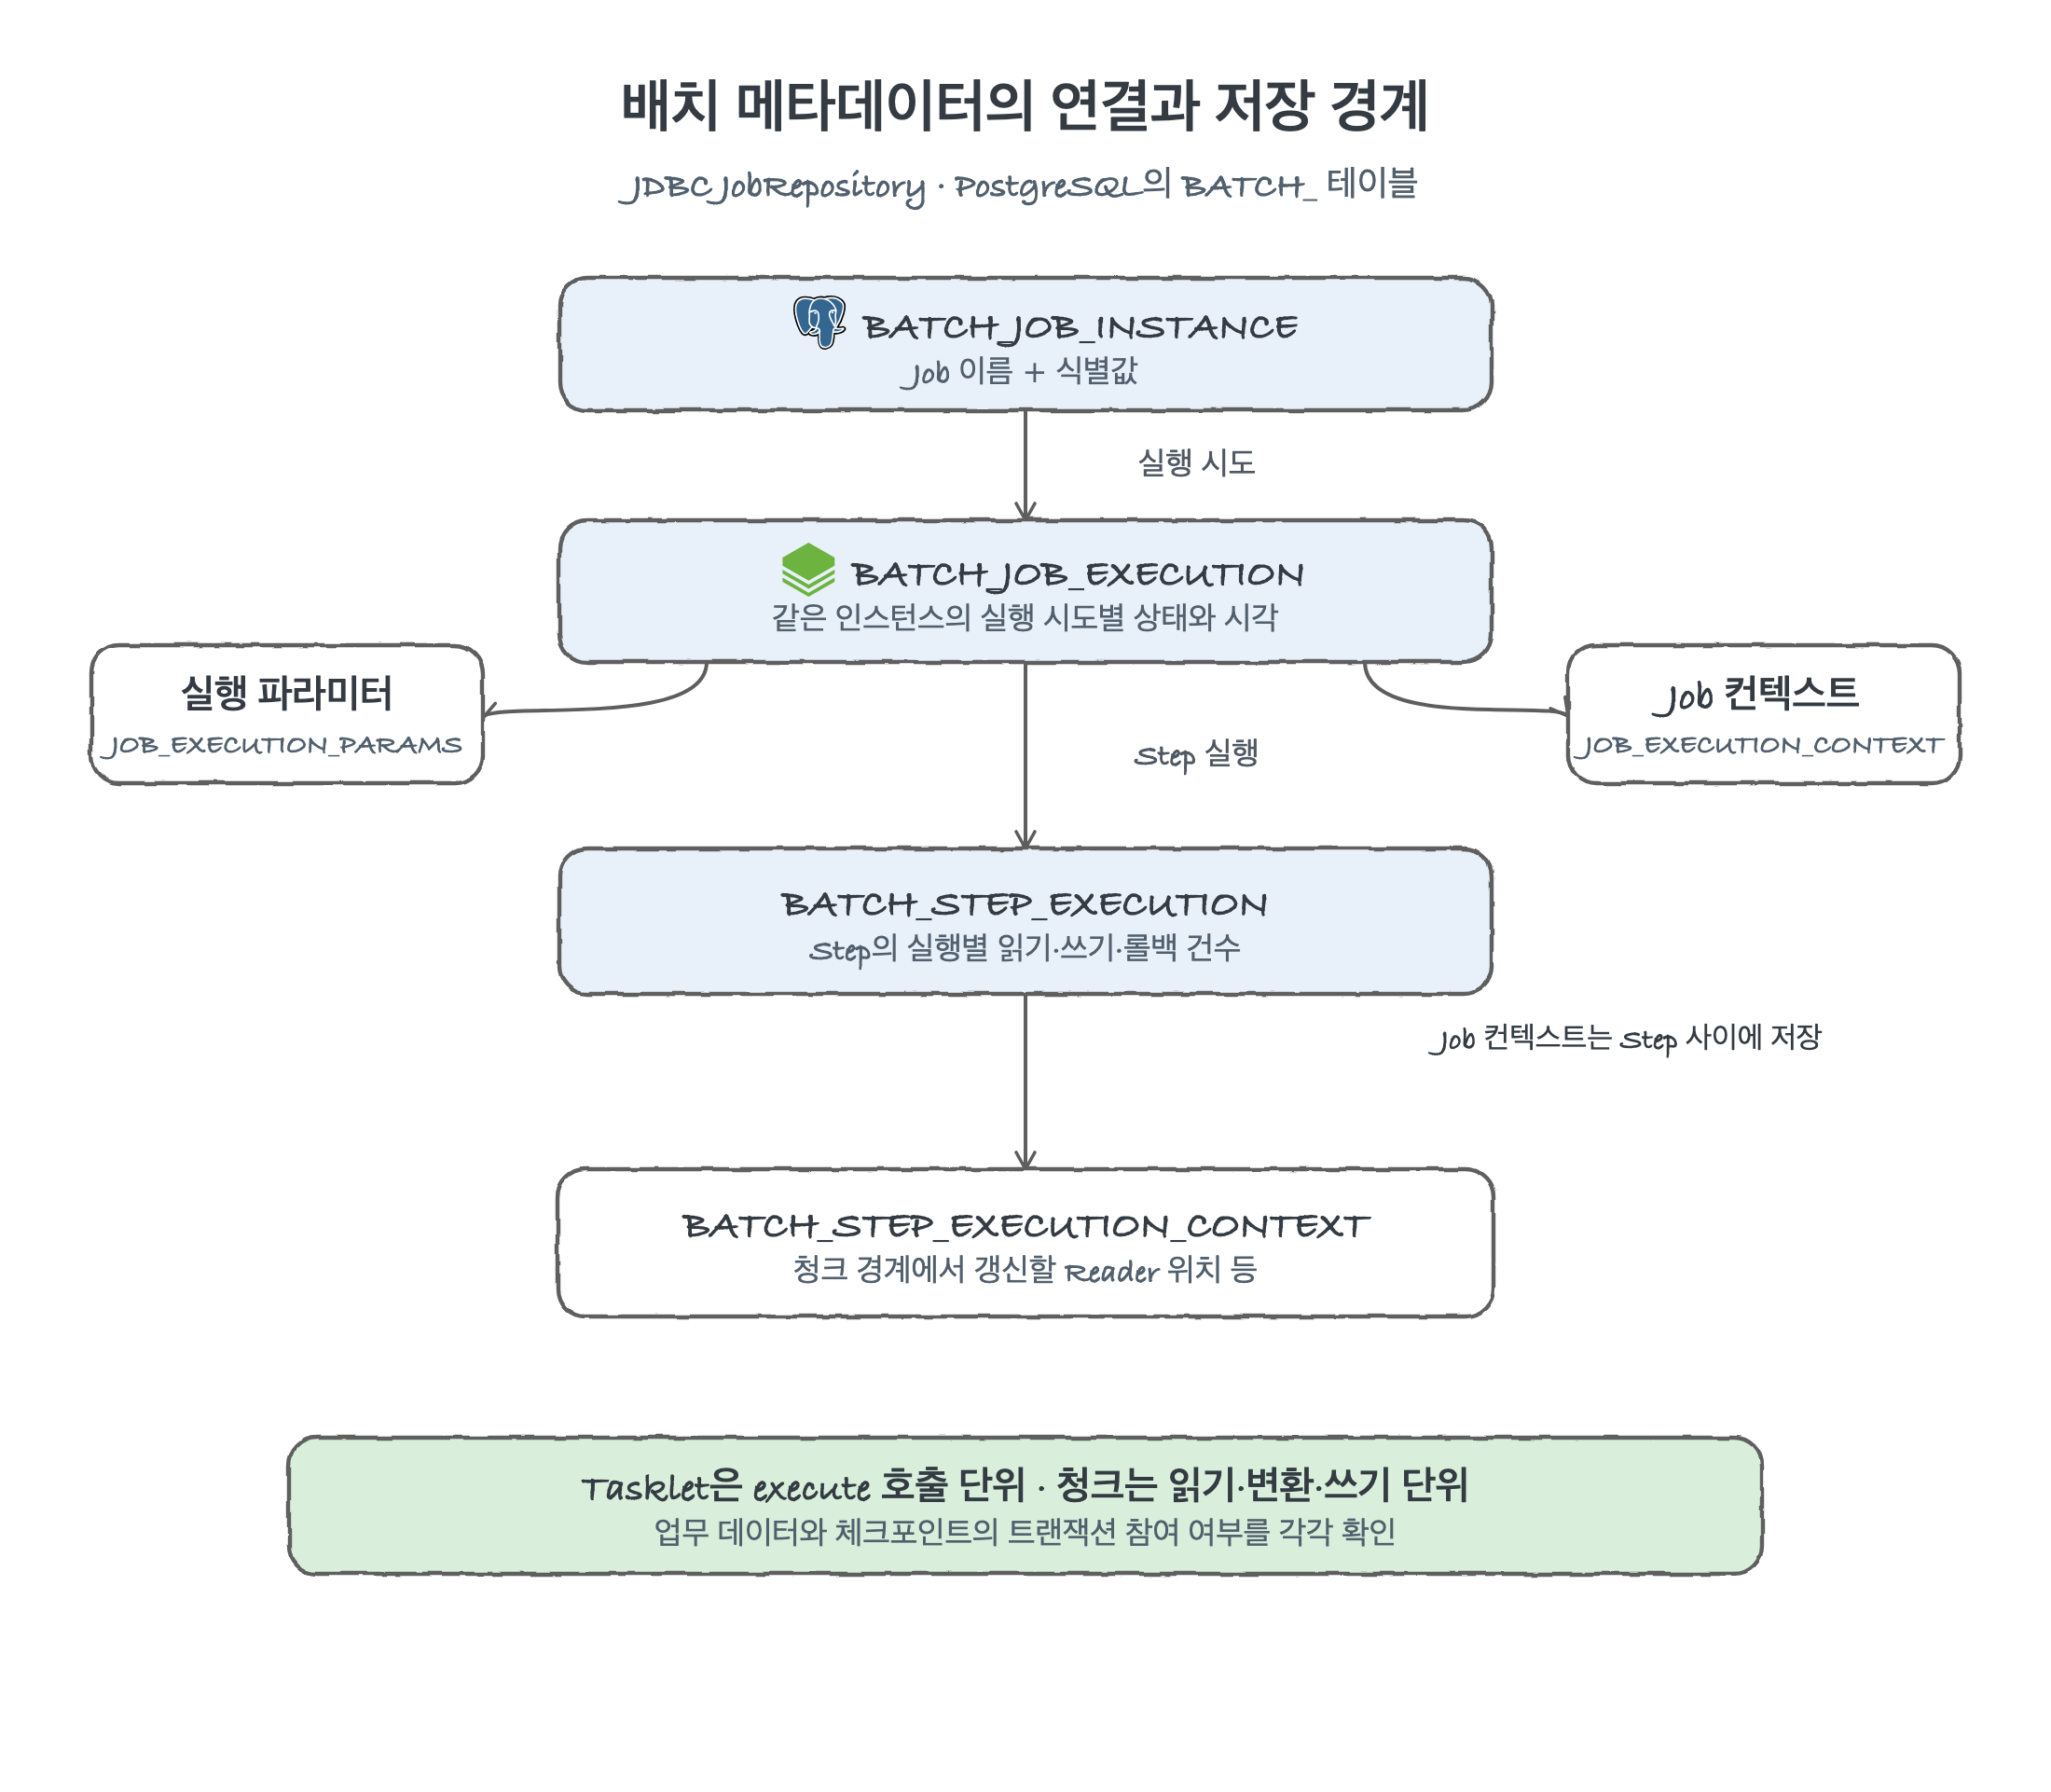 배치 메타데이터의 연결과 저장 경계
JDBC JobRepository · PostgreSQL의 BATCH_ 테이블
BATCH_JOB_INSTANCE
Job 이름 + 식별값
실행 시도
BATCH_JOB_EXECUTION
같은 인스턴스의 실행 시도별 상태와 시각
실행 파라미터
JOB_EXECUTION_PARAMS
Job 컨텍스트
JOB_EXECUTION_CONTEXT
Step 실행
BATCH_STEP_EXECUTION
Step의 실행별 읽기·쓰기·롤백 건수
Job 컨텍스트는 Step 사이에 저장
BATCH_STEP_EXECUTION_CONTEXT
청크 경계에서 갱신할 Reader 위치 등
Tasklet은 execute 호출 단위 · 청크는 읽기·변환·쓰기 단위
업무 데이터와 체크포인트의 트랜잭션 참여 여부를 각각 확인